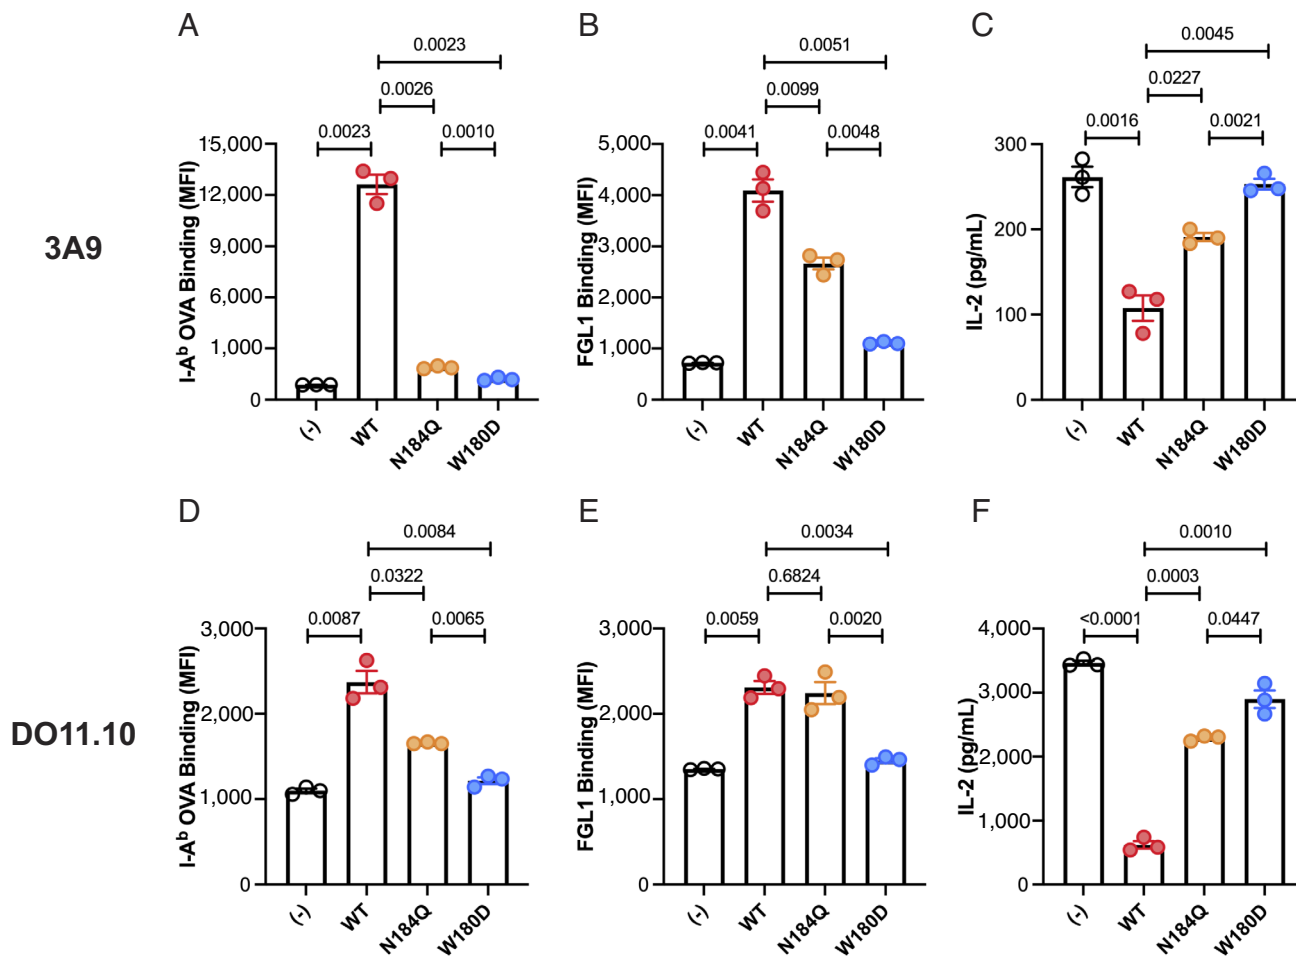 A
B
C
0.0023
0.0051
0.0045
0.0026
0.0099
0.0227
0.0023
0.0010
0.0041
0.0048
0.0016
0.0021
3A9
I-Aᵇ OVA Binding (MFI)
15,000
12,000
9,000
6,000
1,000
0
(-)
WT
N184Q
W180D
FGL1 Binding (MFI)
5,000
4,000
3,000
2,000
1,000
0
(-)
WT
N184Q
W180D
IL-2 (pg/mL)
300
200
100
0
(-)
WT
N184Q
W180D
D
E
F
0.0084
0.0034
0.0010
0.0322
0.6824
0.0003
0.0087
0.0065
0.0059
0.0020
<0.0001
0.0447
DO11.10
I-Aᵇ OVA Binding (MFI)
3,000
2,000
1,000
0
(-)
WT
N184Q
W180D
FGL1 Binding (MFI)
3,000
2,000
1,000
0
(-)
WT
N184Q
W180D
IL-2 (pg/mL)
4,000
3,000
2,000
1,000
0
(-)
WT
N184Q
W180D